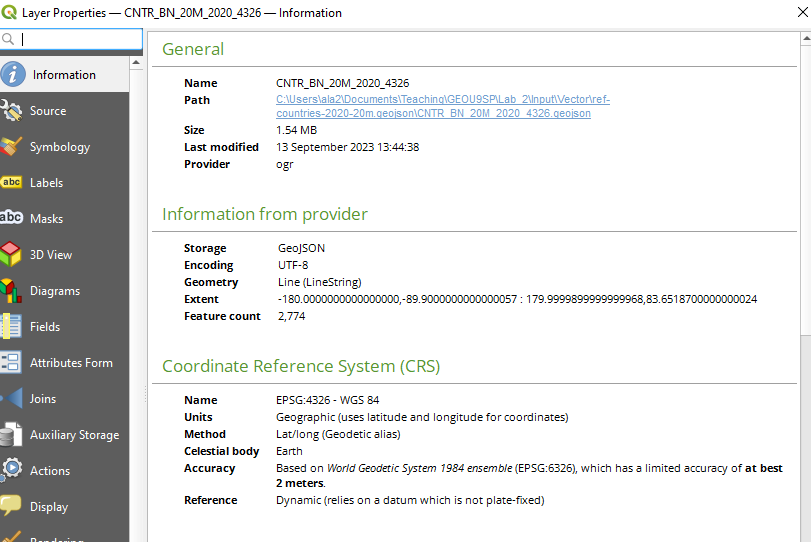 Layer Properties — CNTR_BN_20M_2020_4326 — Information
Information
Source
Symbology
abc Labels
abc Masks
3D View
Diagrams
Fields
Attributes Form
Joins
Auxiliary Storage
Actions
Display
Rendering
General
Name CNTR_BN_20M_2020_4326
Path C:\Users\ala2\Documents\Teaching\GEOU9SP\Lab_2\Input\Vector\ref-
countries-2020-20m.geojson\CNTR_BN_20M_2020_4326.geojson
Size 1.54 MB
Last modified 13 September 2023 13:44:38
Provider ogr
Information from provider
Storage GeoJSON
Encoding UTF-8
Geometry Line (LineString)
Extent -180.0000000000000000,-89.9000000000000057 : 179.9999899999999968,83.6518700000000024
Feature count 2,774
Coordinate Reference System (CRS)
Name EPSG:4326 - WGS 84
Units Geographic (uses latitude and longitude for coordinates)
Method Lat/long (Geodetic alias)
Celestial body Earth
Accuracy Based on World Geodetic System 1984 ensemble (EPSG:6326), which has a limited accuracy of at best
2 meters.
Reference Dynamic (relies on a datum which is not plate-fixed)